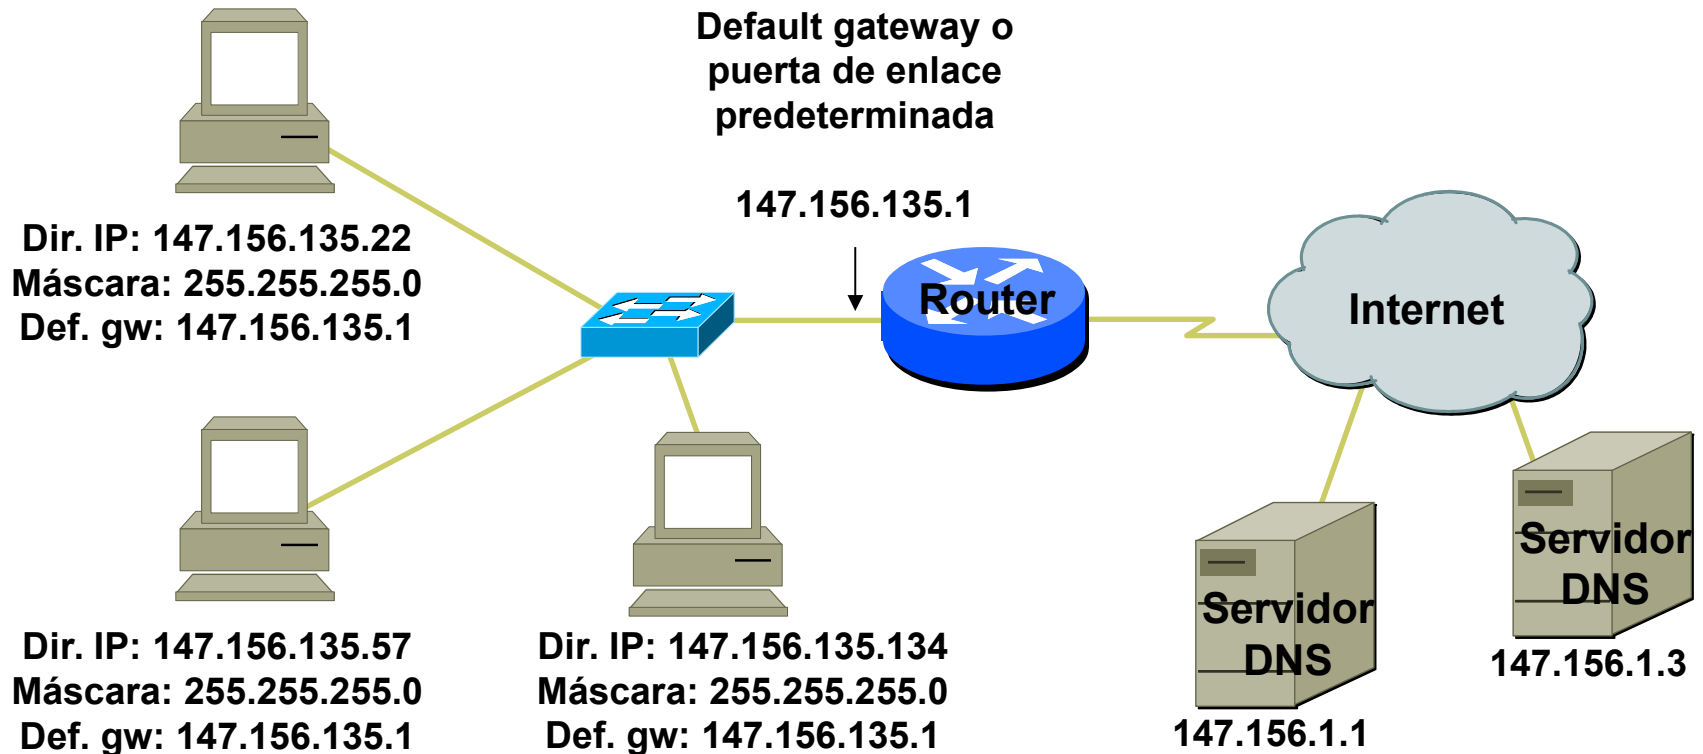 Default gateway o
puerta de enlace
predeterminada
147.156.135.1
Dir. IP: 147.156.135.22
Máscara: 255.255.255.0
Def. gw: 147.156.135.1
Router
Internet
Dir. IP: 147.156.135.57
Máscara: 255.255.255.0
Def. gw: 147.156.135.1
Dir. IP: 147.156.135.134
Máscara: 255.255.255.0
Def. gw: 147.156.135.1
Servidor
DNS
147.156.1.1
Servidor
DNS
147.156.1.3